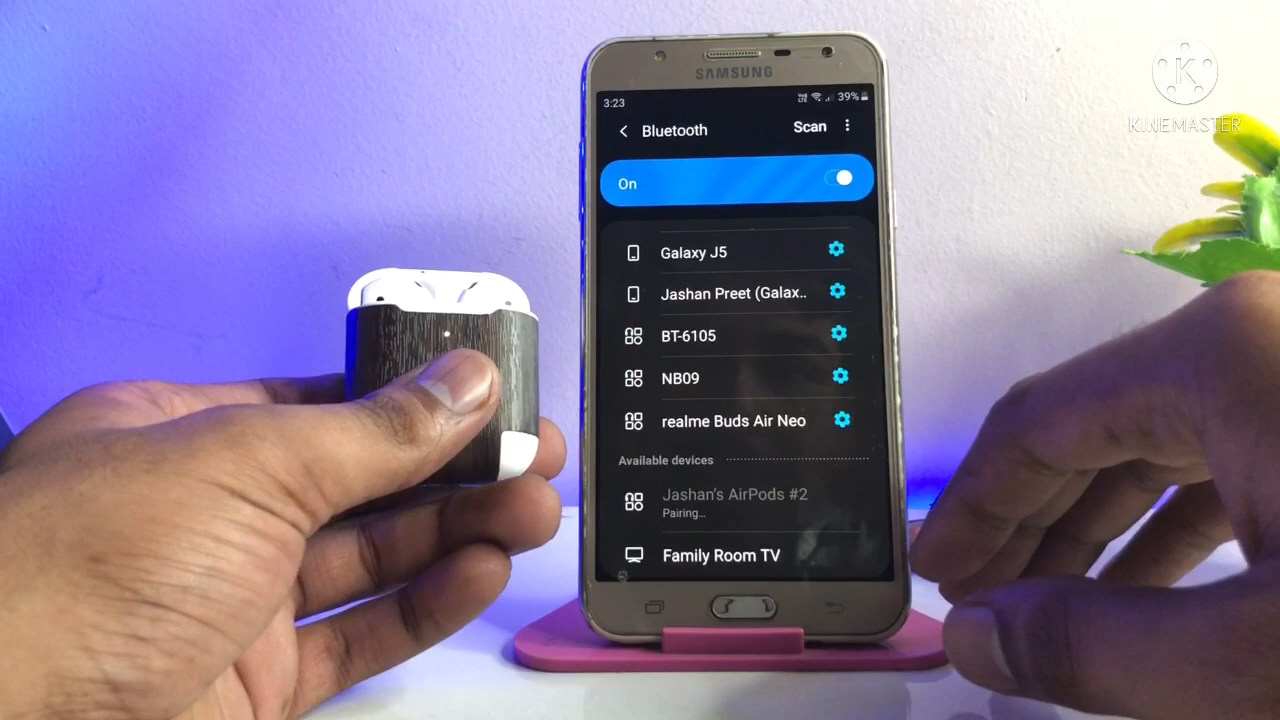 SAMSUNG
3:23
39%
Bluetooth
Scan
On
Galaxy J5
Jashan Preet (Galax..
BT-6105
NB09
realme Buds Air Neo
Available devices
Jashan's AirPods #2
Pairing...
Family Room TV
K
KINEMASTER